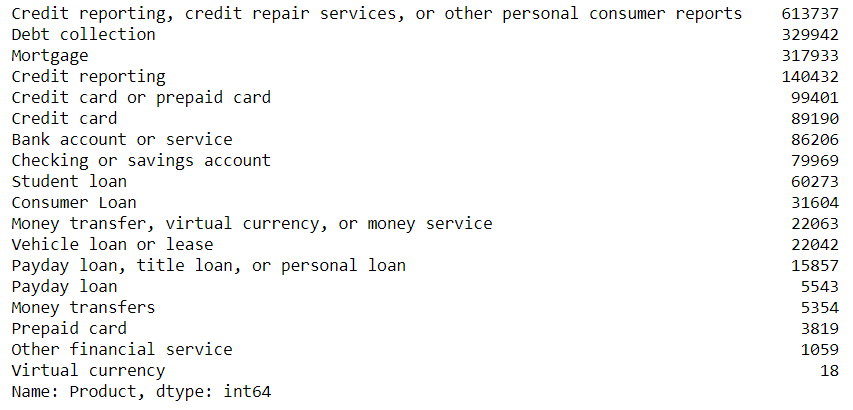 Credit reporting, credit repair services, or other personal consumer reports    613737
Debt collection    329942
Mortgage    317933
Credit reporting    140432
Credit card or prepaid card    99401
Credit card    89190
Bank account or service    86206
Checking or savings account    79969
Student loan    60273
Consumer Loan    31604
Money transfer, virtual currency, or money service    22063
Vehicle loan or lease    22042
Payday loan, title loan, or personal loan    15857
Payday loan    5543
Money transfers    5354
Prepaid card    3819
Other financial service    1059
Virtual currency    18
Name: Product, dtype: int64